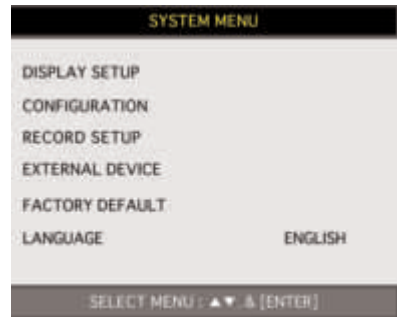 SYSTEM MENU
DISPLAY SETUP
CONFIGURATION
RECORD SETUP
EXTERNAL DEVICE
FACTORY DEFAULT
LANGUAGE ENGLISH
SELECT MENU : ▲▼ & [ENTER]